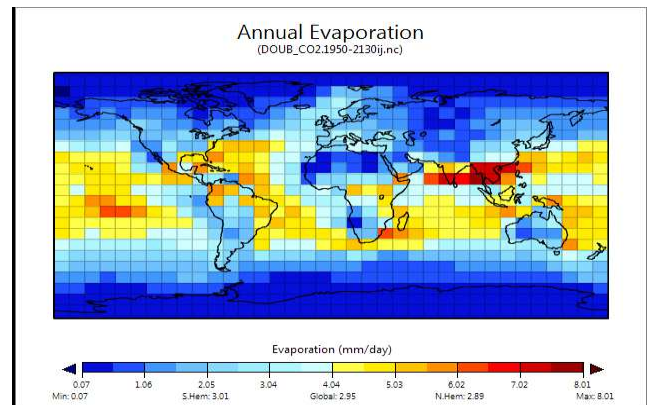 Annual Evaporation
(DOUB_CO2.1950-2130ij.nc)
Evaporation (mm/day)
0.07 1.06 2.05 3.04 4.04 5.03 6.02 7.02 8.01
Min: 0.07 S.Hem: 3.01 Global: 2.95 N.Hem: 2.89 Max: 8.01